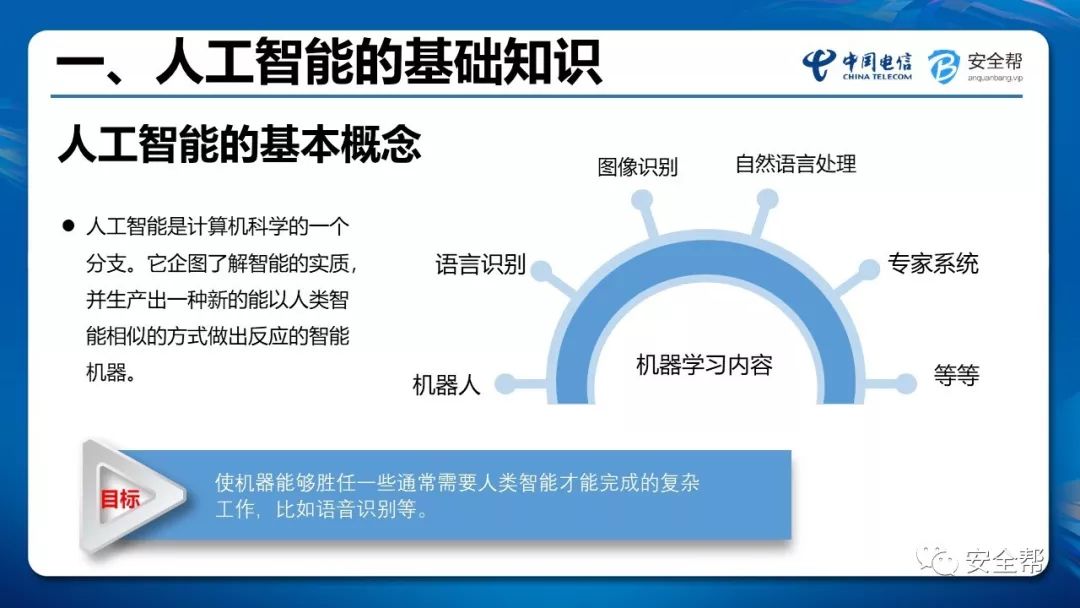 一、人工智能的基础知识
中国电信
CHINA TELECOM
安全帮
anquanbang.vip
人工智能的基本概念
● 人工智能是计算机科学的一个
分支。它企图了解智能的实质，
并生产出一种新的能以人类智
能相似的方式做出反应的智能
机器。
图像识别
自然语言处理
语言识别
专家系统
机器人
机器学习内容
等等
目标
使机器能够胜任一些通常需要人类智能才能完成的复杂
工作，比如语音识别等。
安全帮